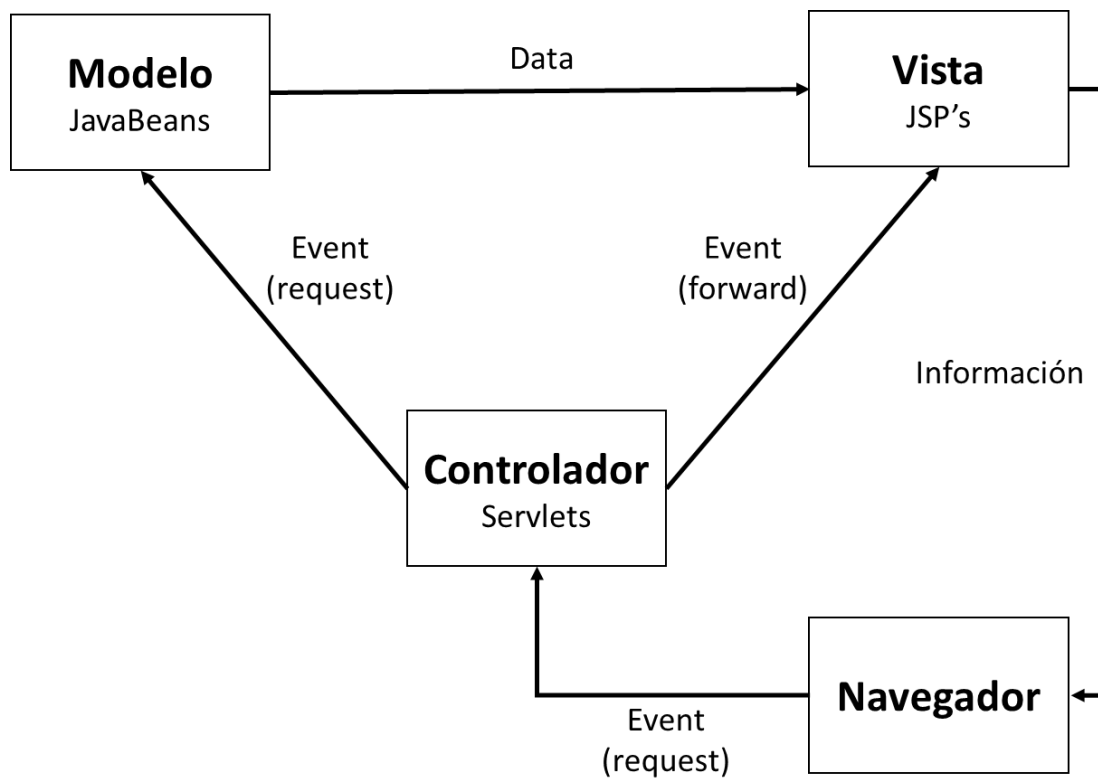 Modelo
JavaBeans
Data
Vista
JSP’s
Event
(request)
Event
(forward)
Información
Controlador
Servlets
Navegador
Event
(request)